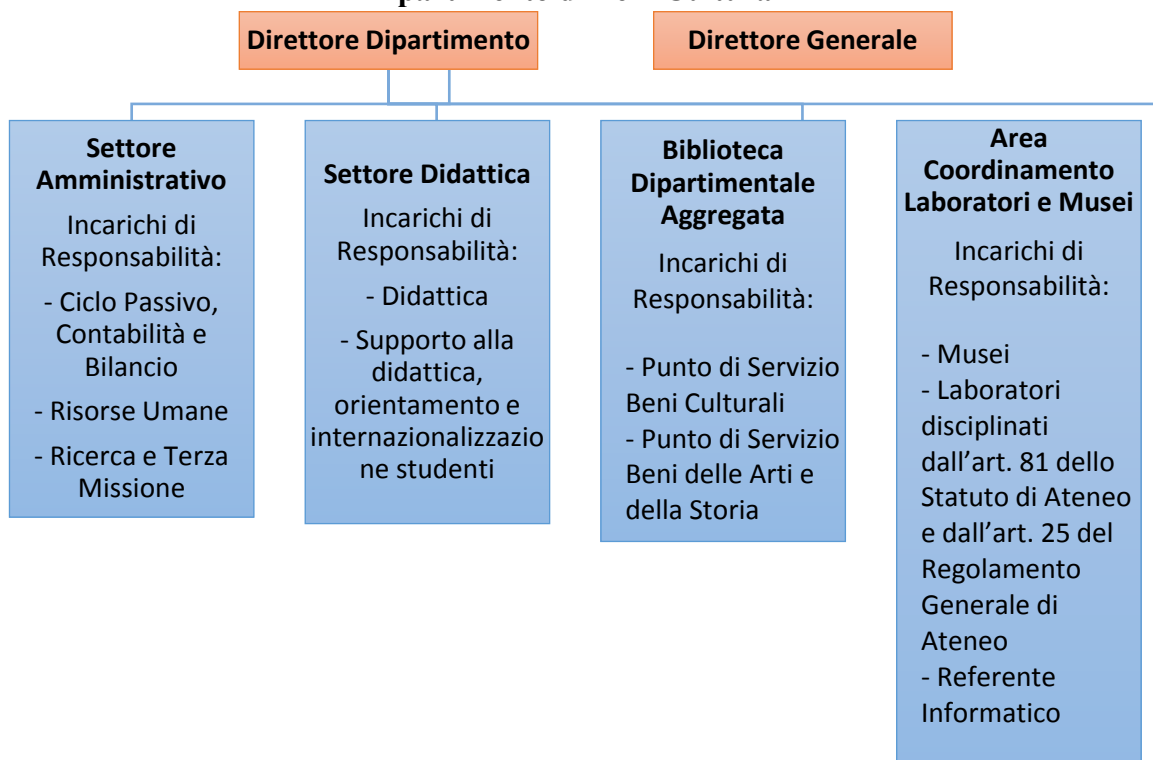 Direttore Dipartimento
Direttore Generale
Settore
Amministrativo
Incarichi di
Responsabilità:
- Ciclo Passivo,
Contabilità e
Bilancio
- Risorse Umane
- Ricerca e Terza
Missione
Settore Didattica
Incarichi di
Responsabilità:
- Didattica
- Supporto alla
didattica,
orientamento e
internazionalizzazio
ne studenti
Biblioteca
Dipartimentale
Aggregata
Incarichi di
Responsabilità:
- Punto di Servizio
Beni Culturali
- Punto di Servizio
Beni delle Arti e
della Storia
Area
Coordinamento
Laboratori e Musei
Incarichi di
Responsabilità:
- Musei
- Laboratori
disciplinati
dall’art. 81 dello
Statuto di Ateneo
e dall’art. 25 del
Regolamento
Generale di
Ateneo
- Referente
Informatico